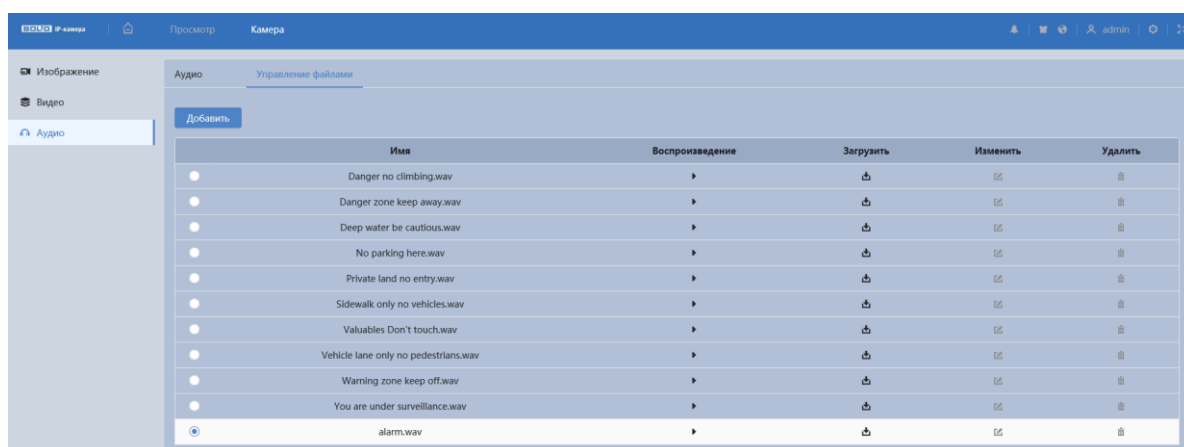 BOLID IP-камера Просмотр Камера admin
Изображение
Видео
Аудио
Аудио Управление файлами
Добавить
Имя Воспроизведение Загрузить Изменить Удалить
Danger no climbing.wav
Danger zone keep away.wav
Deep water be cautious.wav
No parking here.wav
Private land no entry.wav
Sidewalk only no vehicles.wav
Valuables Don't touch.wav
Vehicle lane only no pedestrians.wav
Warning zone keep off.wav
You are under surveillance.wav
alarm.wav